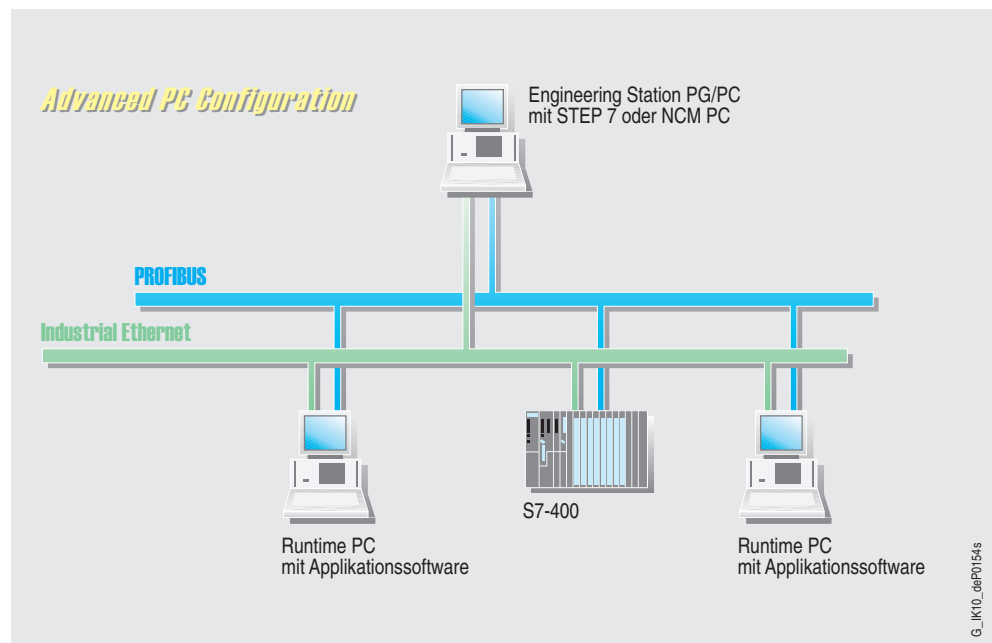 Advanced PC Configuration
Engineering Station PG/PC
mit STEP 7 oder NCM PC
PROFIBUS
Industrial Ethernet
S7-400
Runtime PC
mit Applikationssoftware
Runtime PC
mit Applikationssoftware
G_IK10_deP0154s